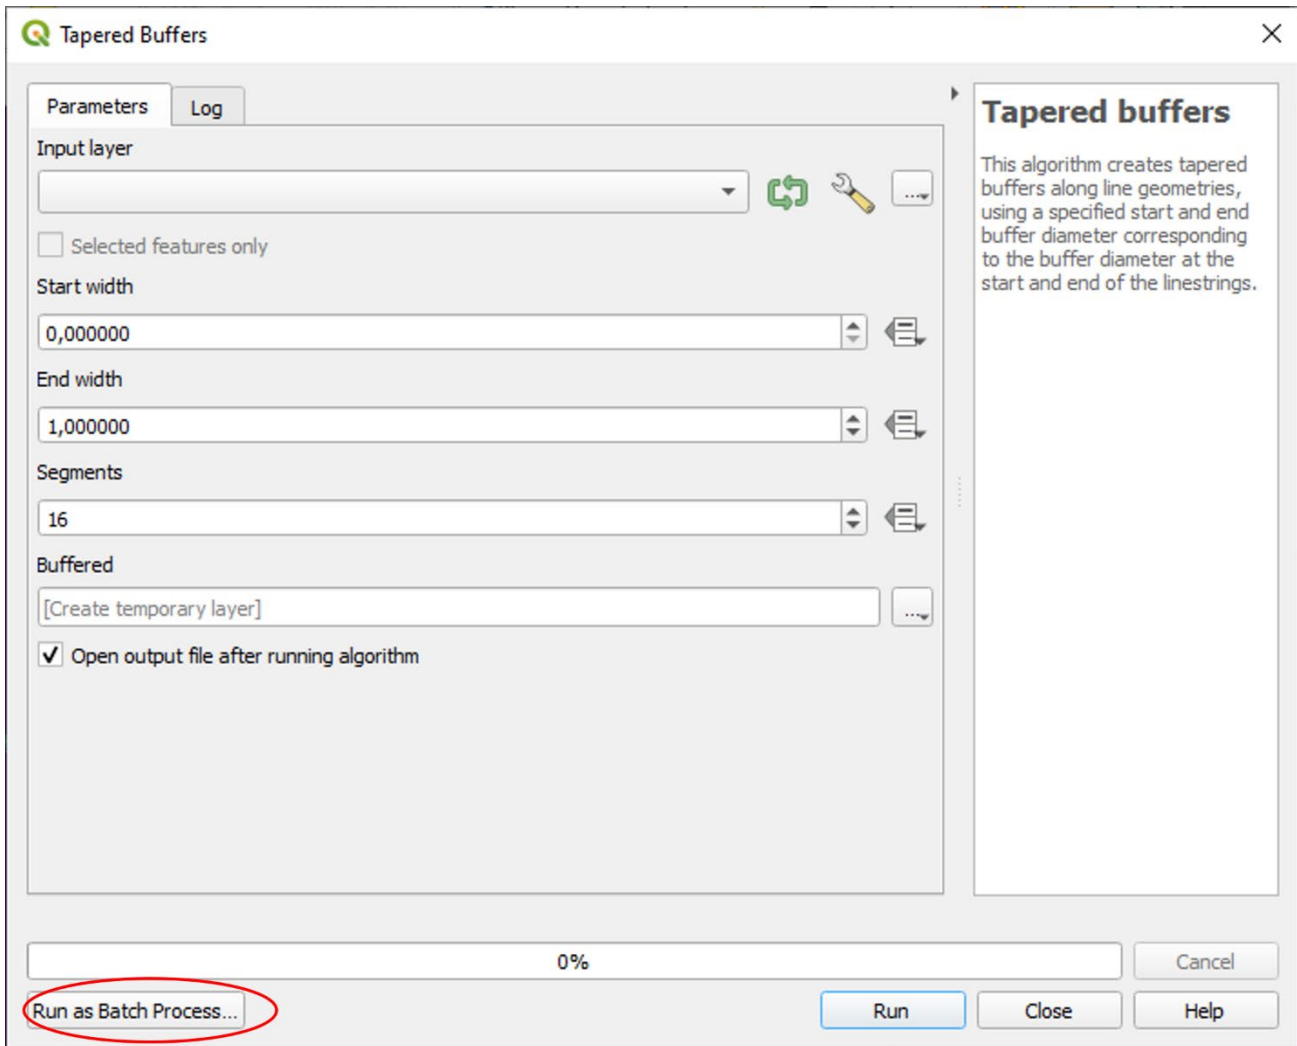 Tapered Buffers
Parameters
Log
Input layer
...
Selected features only
Start width
0,000000
End width
1,000000
Segments
16
Buffered
[Create temporary layer]
...
Open output file after running algorithm
Tapered buffers
This algorithm creates tapered
buffers along line geometries,
using a specified start and end
buffer diameter corresponding
to the buffer diameter at the
start and end of the linestrings.
0%
Cancel
Run as Batch Process...
Run
Close
Help